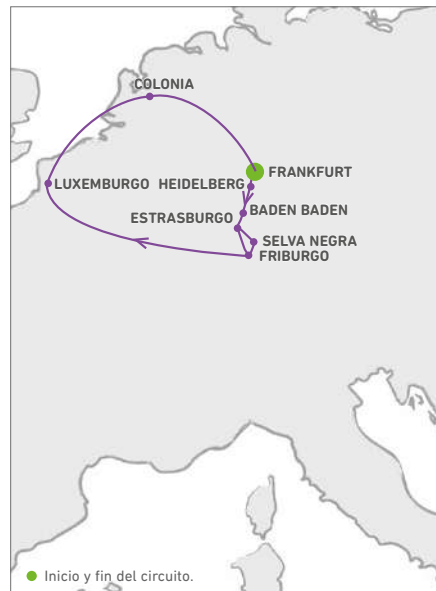 COLONIA
FRANKFURT
LUXEMBURGO
HEIDELBERG
BADEN BADEN
ESTRASBURGO
SELVA NEGRA
FRIBURGO
Inicio y fin del circuito.